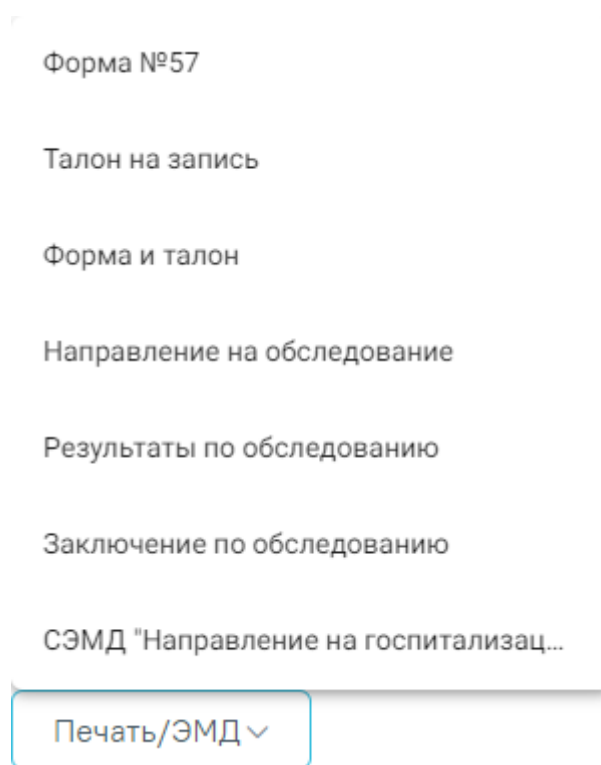 Форма №57
Талон на запись
Форма и талон
Направление на обследование
Результаты по обследованию
Заключение по обследованию
СЭМД "Направление на госпитализац...
Печать/ЭМД